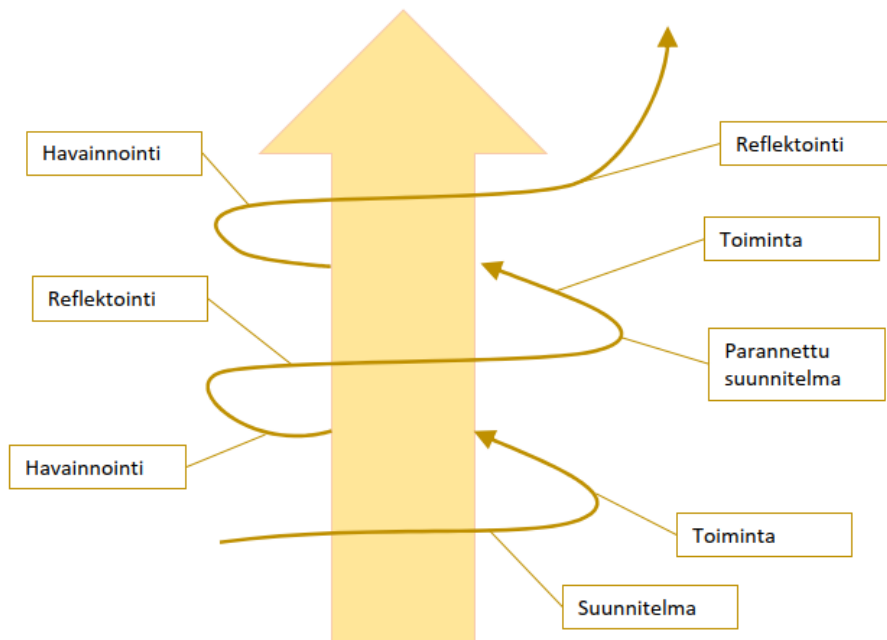 Havainnointi
Reflektointi
Toiminta
Reflektointi
Parannettu
suunnitelma
Havainnointi
Toiminta
Suunnitelma